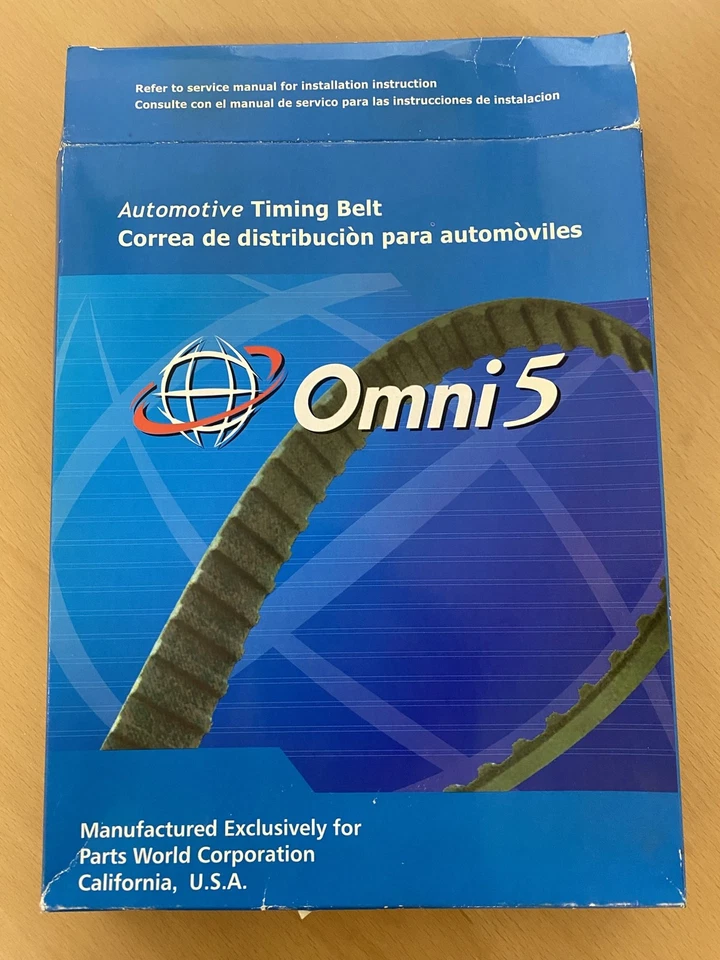 Refer to service manual for installation instruction
Consulte con el manual de servico para las instrucciones de instalacion
Automotive Timing Belt
Correa de distribuciòn para automòviles
Omni 5
Manufactured Exclusively for
Parts World Corporation
California, U.S.A.